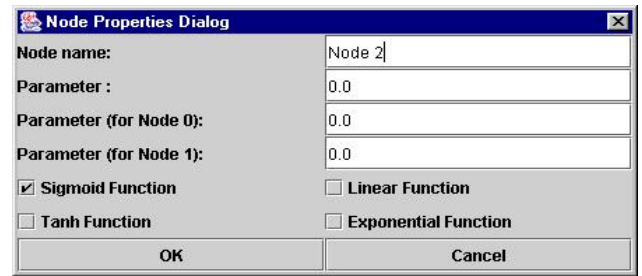 Node Properties Dialog
Node name: Node 2
Parameter : 0.0
Parameter (for Node 0): 0.0
Parameter (for Node 1): 0.0
Sigmoid Function Linear Function
Tanh Function Exponential Function
OK Cancel